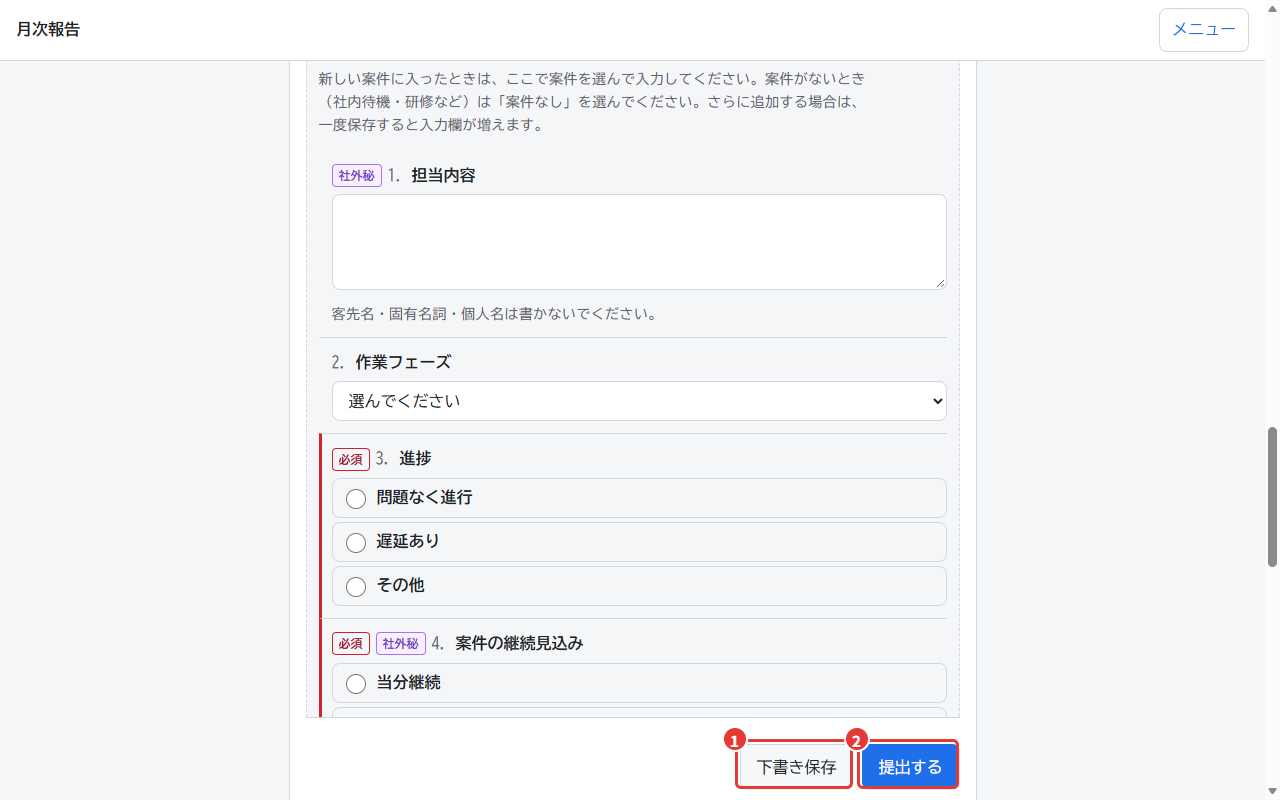 月次報告
メニュー
新しい案件に入ったときは、ここで案件を選んで入力してください。案件がないとき
（社内待機・研修など）は「案件なし」を選んでください。さらに追加する場合は、
一度保存すると入力欄が増えます。
社外秘 1. 担当内容
客先名・固有名詞・個人名は書かないでください。
2. 作業フェーズ
選んでください
必須 3. 進捗
問題なく進行
遅延あり
その他
必須 社外秘 4. 案件の継続見込み
当分継続
1 2
下書き保存 提出する